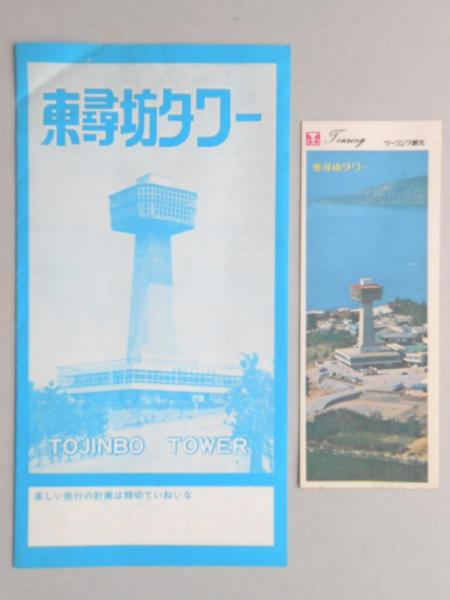 東尋坊タワー
TOJINBO TOWER
楽しい旅行の計画は親切ていねいな
Touring
ツーリング観光
東尋坊タワー